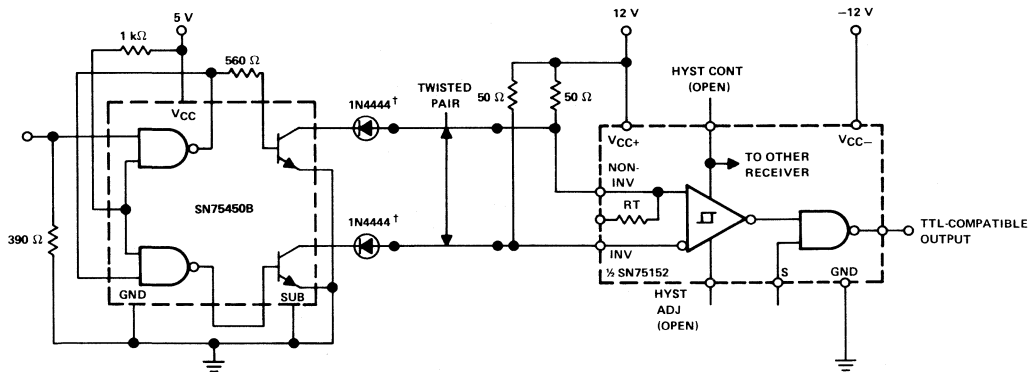 5 V
12 V
−12 V
1 kΩ
560 Ω
1N4444†
TWISTED
PAIR
50 Ω
50 Ω
HYST CONT
(OPEN)
VCC
VCC+
VCC−
TO OTHER
RECEIVER
NON-
INV
RT
SN75450B
390 Ω
1N4444†
TTL-COMPATIBLE
OUTPUT
INV
½ SN75152
S
GND
GND
SUB
HYST
ADJ
(OPEN)